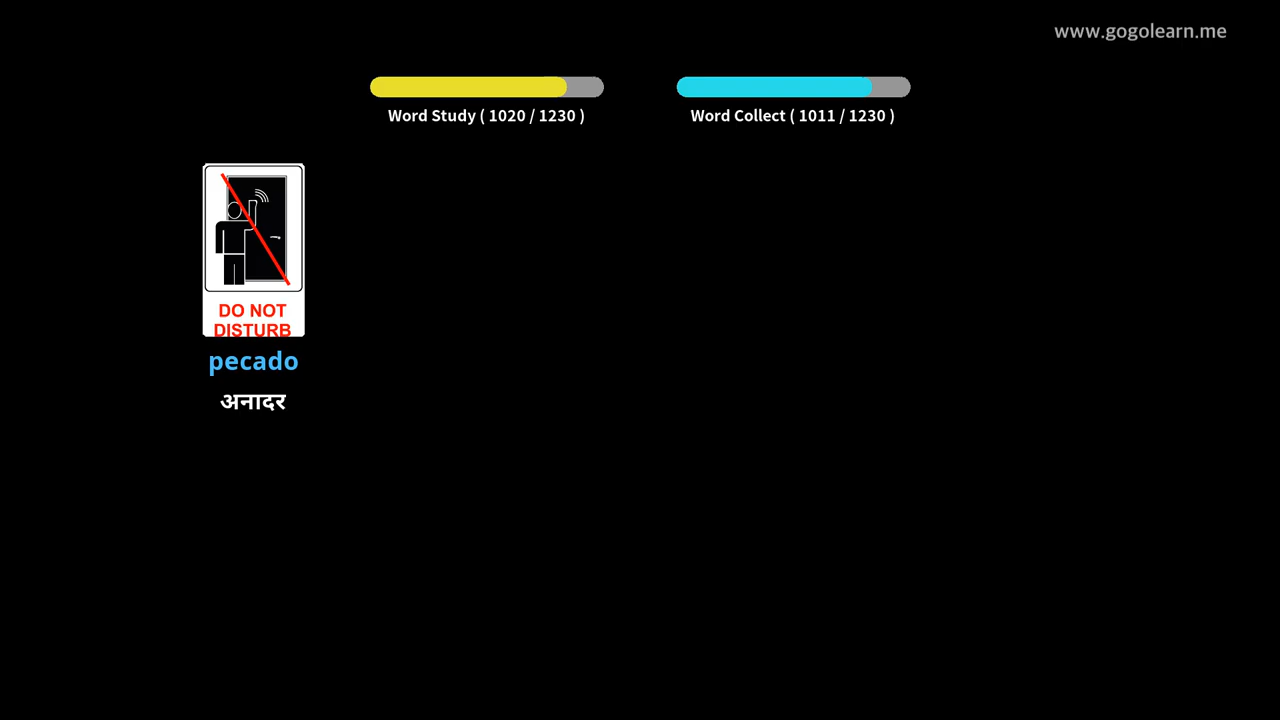 www.gogolearn.me
Word Study ( 1020 / 1230 )
Word Collect ( 1011 / 1230 )
DO NOT
DISTURB
pecado
अनादर